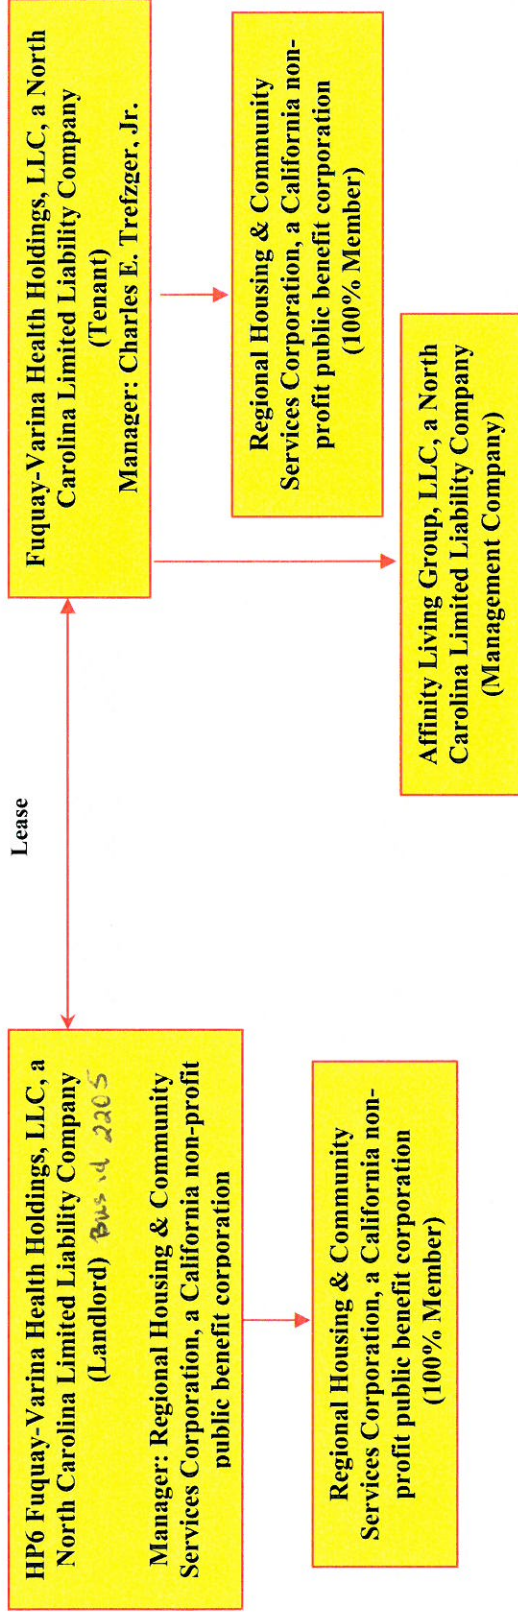 HP6 Fuquay-Varina Health Holdings, LLC, a
North Carolina Limited Liability Company
(Landlord) Bus id 2205
Manager: Regional Housing & Community
Services Corporation, a California non-profit
public benefit corporation
Regional Housing & Community
Services Corporation, a California non-
profit public benefit corporation
(100% Member)
Lease
Fuquay-Varina Health Holdings, LLC, a North
Carolina Limited Liability Company
(Tenant)
Manager: Charles E. Trefzger, Jr.
Regional Housing & Community
Services Corporation, a California non-
profit public benefit corporation
(100% Member)
Affinity Living Group, LLC, a North
Carolina Limited Liability Company
(Management Company)